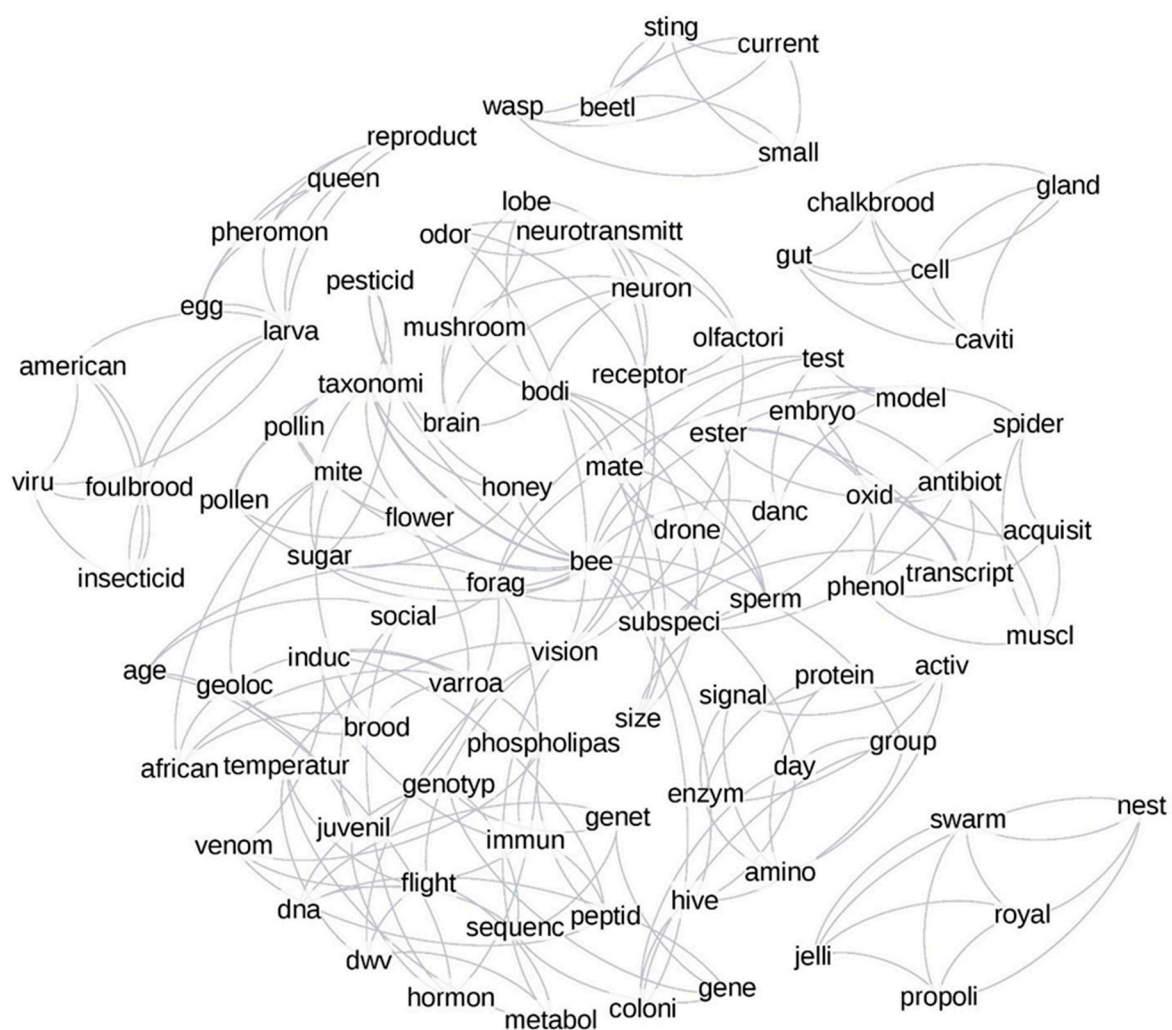 sting
current
wasp
beetl
reproduct
small
queen
gland
lobe
chalkbrood
pheromon
odor
neurotransmitt
gut
cell
pesticid
neuron
egg
larva
mushroom
olfactori
caviti
american
test
taxonomi
bodi
receptor
model
embryo
pollin
brain
ester
spider
mite
mate
viru
foulbrood
pollen
honey
oxid
antibiot
flower
danc
drone
acquisit
sugar
bee
insecticid
forag
transcript
phenol
sperm
social
subspeci
muscl
induc
vision
age
geoloc
varroa
protein
activ
signal
brood
size
phospholipas
group
african
temperatur
day
genotyp
enzym
nest
juvenil
genet
swarm
venom
immun
flight
amino
dna
hive
sequenc
peptid
royal
dwv
jelli
hormon
gene
propoli
metabol
coloni